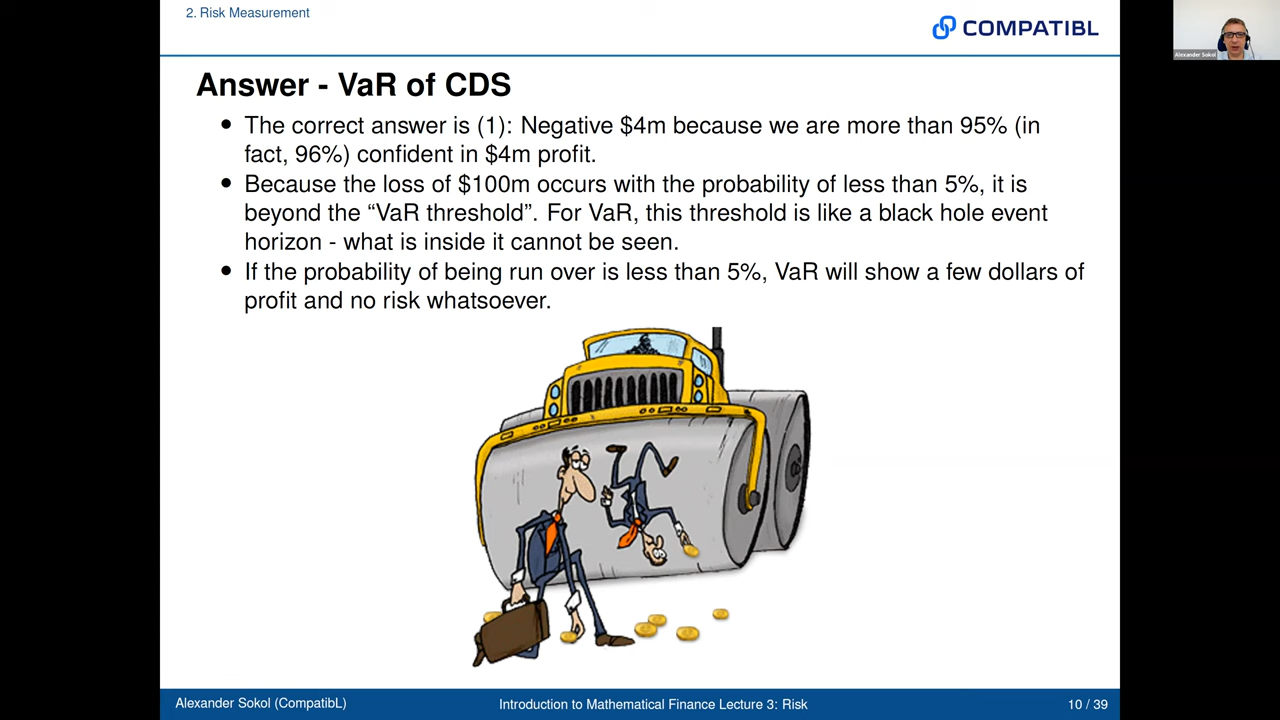 2. Risk Measurement
COMPATIBL
Alexander Sokol
Answer - VaR of CDS
• The correct answer is (1): Negative $4m because we are more than 95% (in
fact, 96%) confident in $4m profit.
• Because the loss of $100m occurs with the probability of less than 5%, it is
beyond the “VaR threshold”. For VaR, this threshold is like a black hole event
horizon - what is inside it cannot be seen.
• If the probability of being run over is less than 5%, VaR will show a few dollars of
profit and no risk whatsoever.
Alexander Sokol (CompatibL)
Introduction to Mathematical Finance Lecture 3: Risk
10 / 39